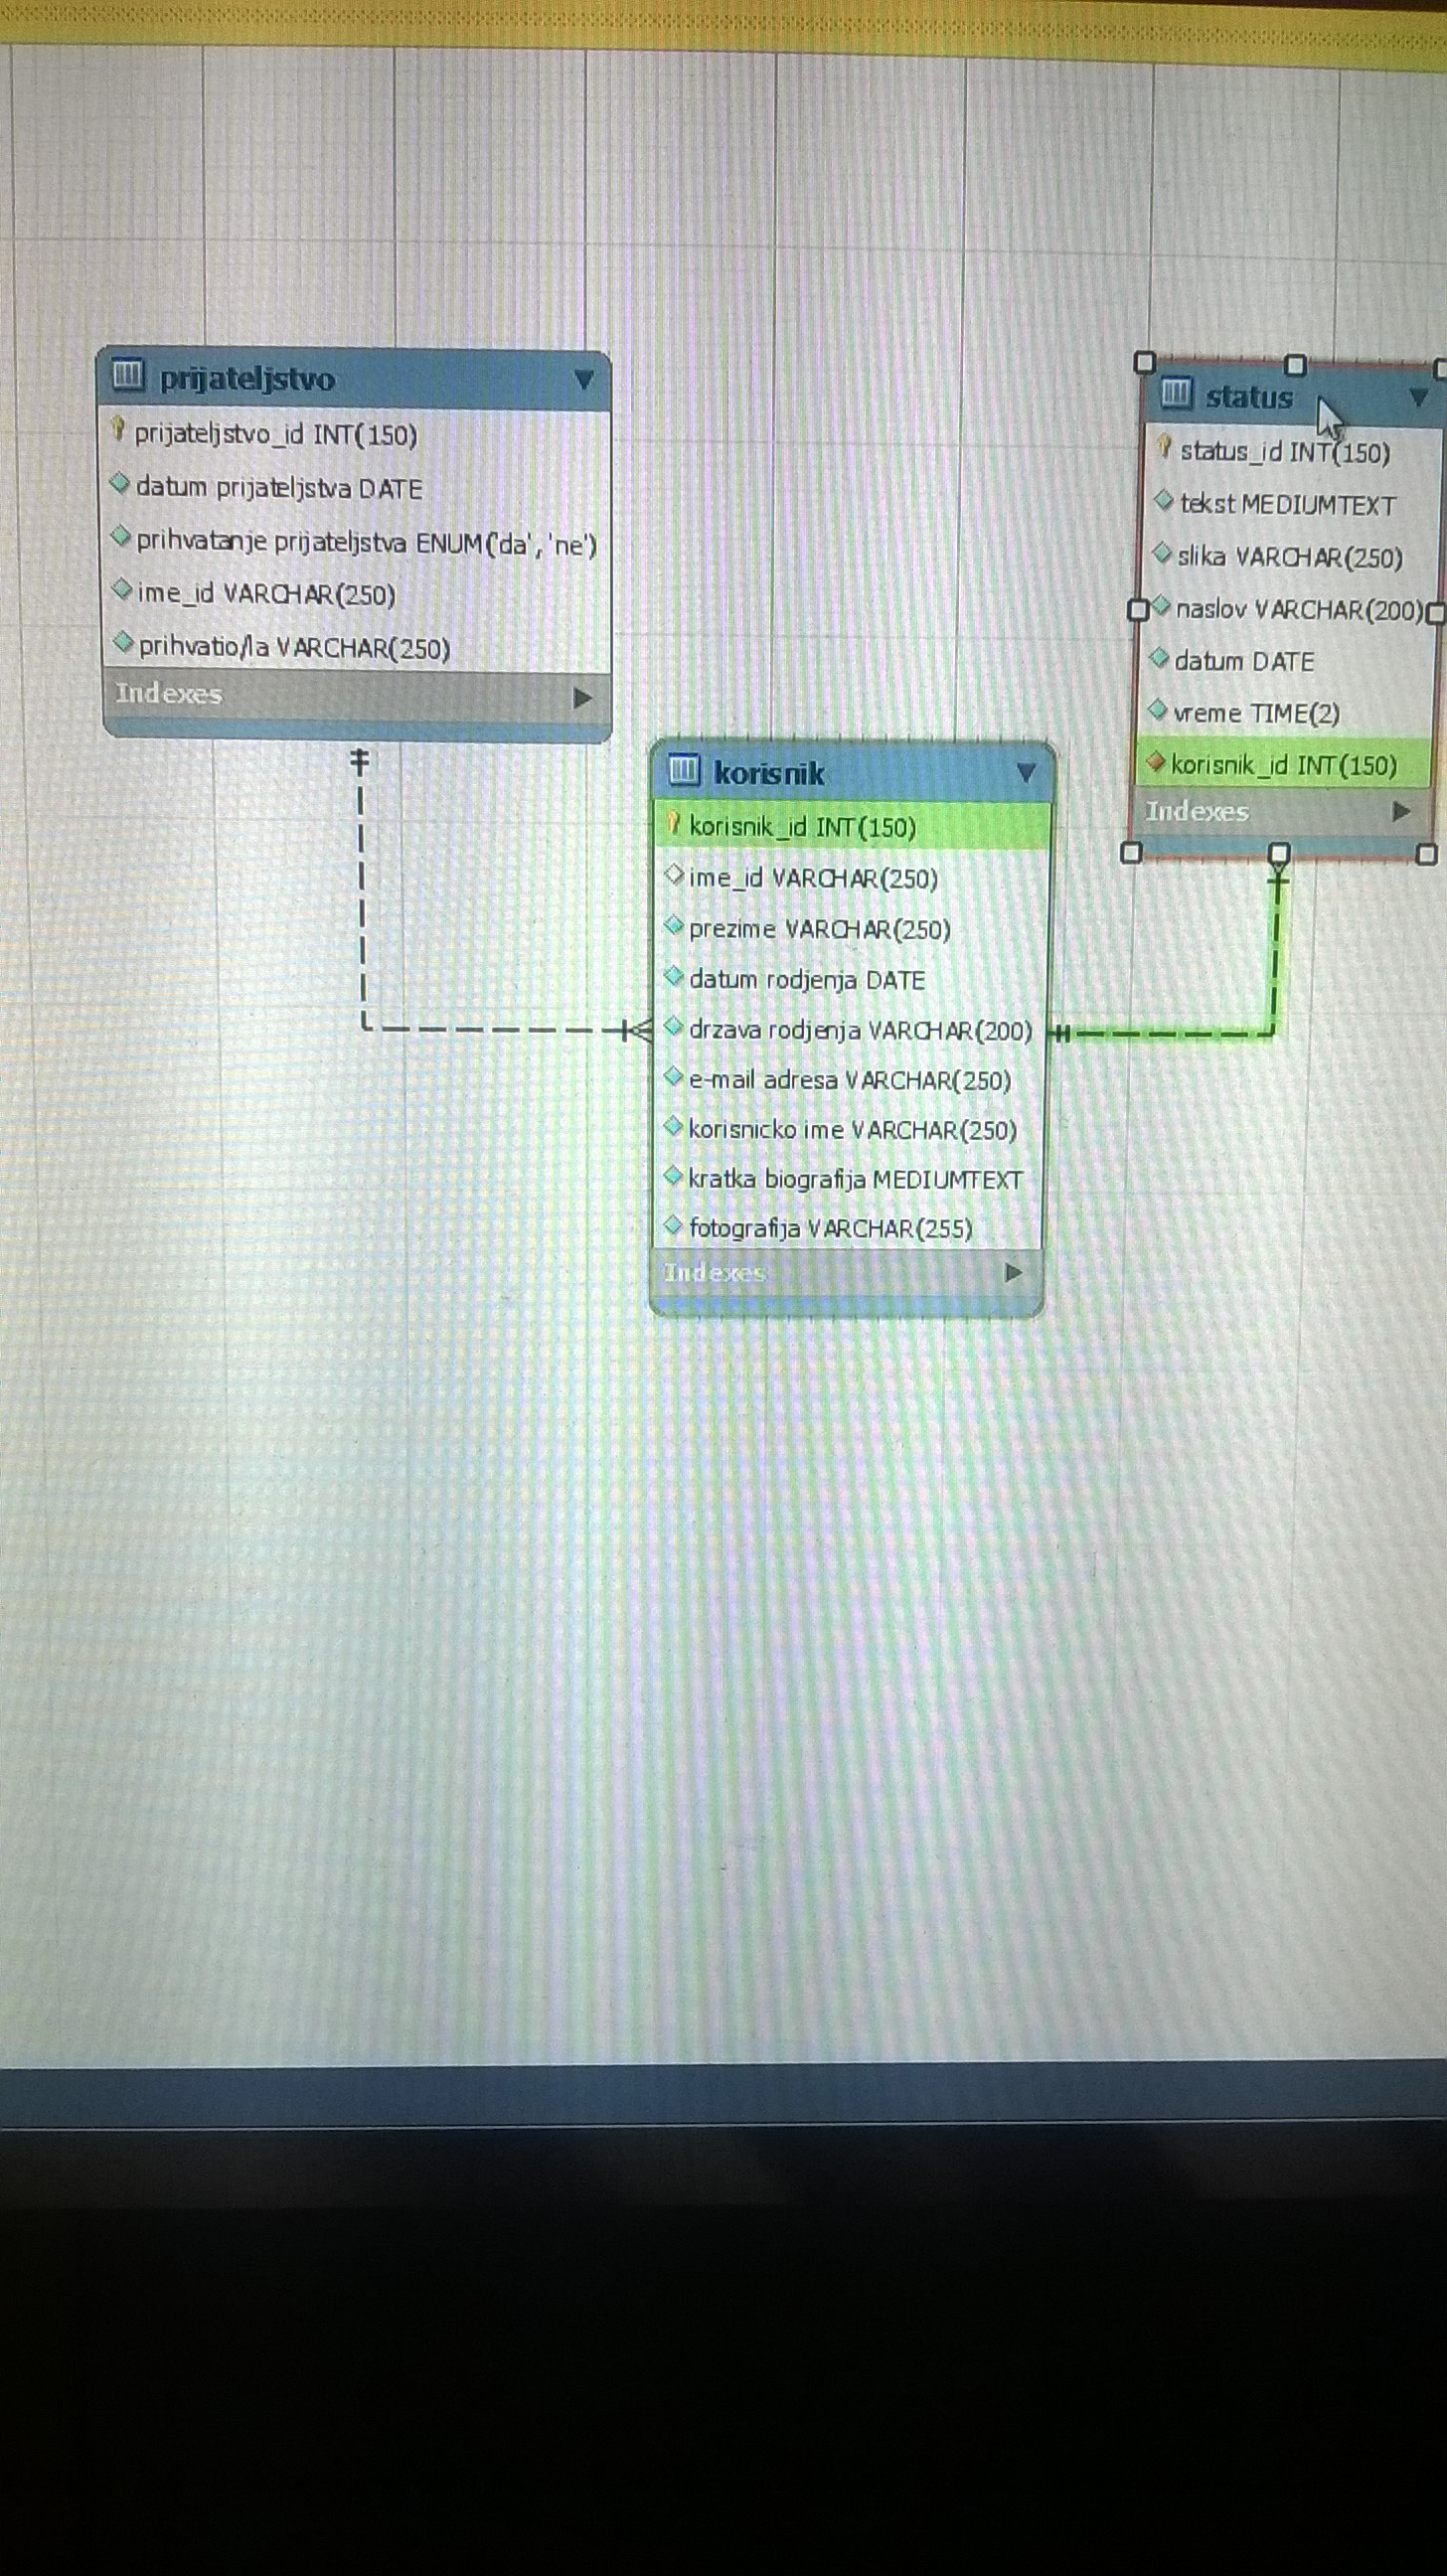 prijateljstvo
prijateljstvo_id INT(150)
datum prijateljstva DATE
prihvatanje prijateljstva ENUM('da', 'ne')
ime_id VARCHAR(250)
prihvatio/la VARCHAR(250)
Indexes
korisnik
korisnik_id INT(150)
ime_id VARCHAR(250)
prezime VARCHAR(250)
datum rodjenja DATE
drzava rodjenja VARCHAR(200)
e-mail adresa VARCHAR(250)
korisnicko ime VARCHAR(250)
kratka biografija MEDIUMTEXT
fotografija VARCHAR(255)
Indexes
status
status_id INT(150)
tekst MEDIUMTEXT
slika VARCHAR(250)
naslov VARCHAR(200)
datum DATE
vreme TIME(2)
korisnik_id INT(150)
Indexes